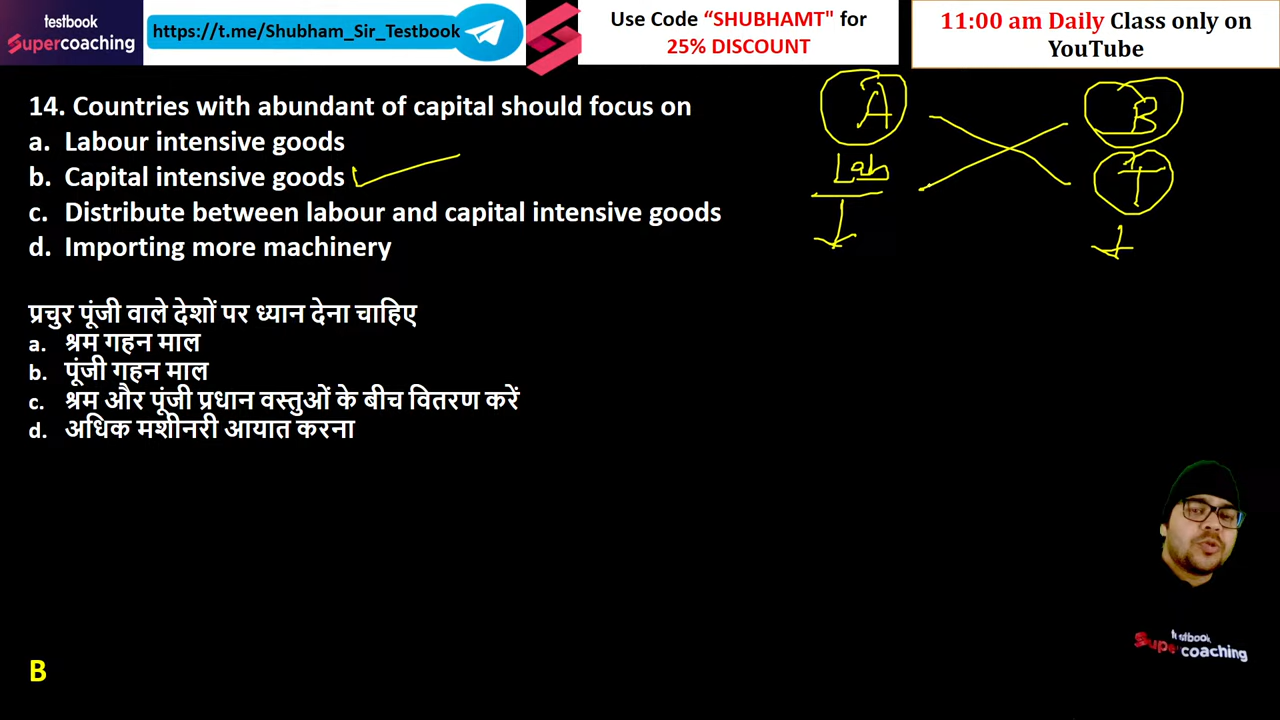 testbook
Supercoaching
https://t.me/Shubham_Sir_Testbook
Use Code “SHUBHAMT" for
25% DISCOUNT
11:00 am Daily Class only on
YouTube
14. Countries with abundant of capital should focus on
a. Labour intensive goods
b. Capital intensive goods
c. Distribute between labour and capital intensive goods
d. Importing more machinery
A
B
Lab
T
प्रचुर पूंजी वाले देशों पर ध्यान देना चाहिए
a. श्रम गहन माल
b. पूंजी गहन माल
c. श्रम और पूंजी प्रधान वस्तुओं के बीच वितरण करें
d. अधिक मशीनरी आयात करना
testbook
Supercoaching
B